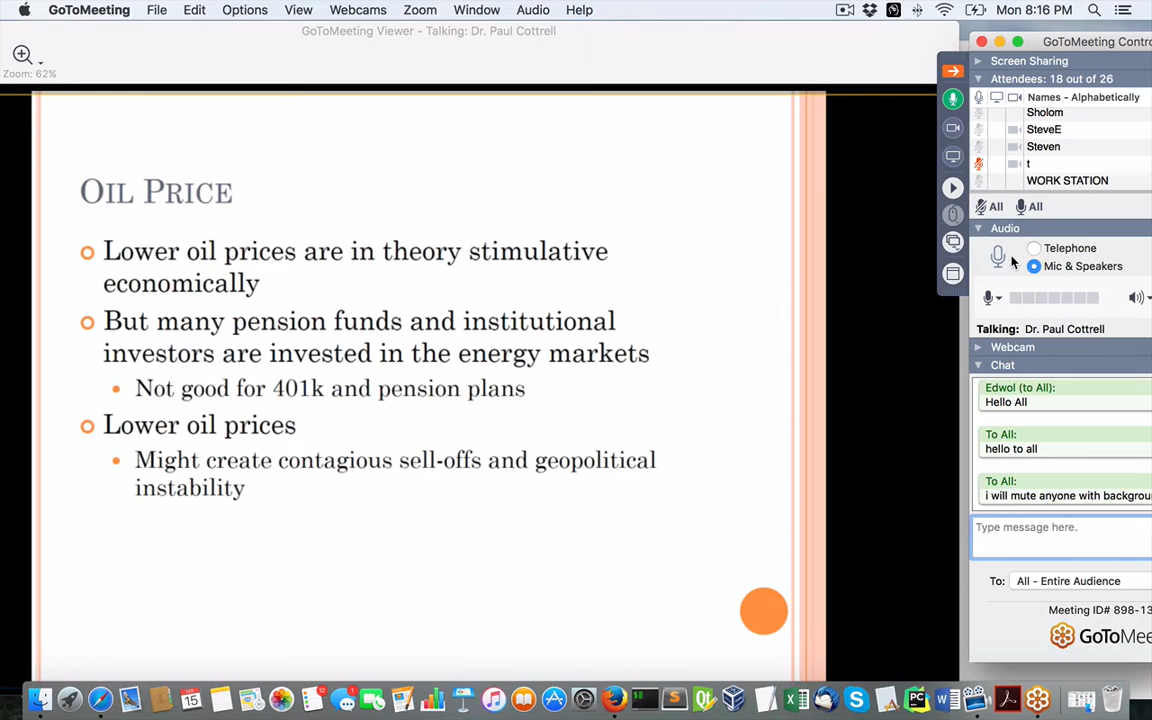 GoToMeeting File Edit Options View Webcams Zoom Window Audio Help Mon 8:16 PM
GoToMeeting Viewer - Talking: Dr. Paul Cottrell
Zoom: 62%
OIL PRICE
Lower oil prices are in theory stimulative
economically
But many pension funds and institutional
investors are invested in the energy markets
Not good for 401k and pension plans
Lower oil prices
Might create contagious sell-offs and geopolitical
instability
GoToMeeting Contro
Screen Sharing
Attendees: 18 out of 26
Names - Alphabetically
Sholom
SteveE
Steven
t
WORK STATION
All All
Audio
Telephone
Mic & Speakers
Talking: Dr. Paul Cottrell
Webcam
Chat
Edwol (to All):
Hello All
To All:
hello to all
To All:
i will mute anyone with backgrou
Type message here.
To: All - Entire Audience
Meeting ID# 898-13
GoToMee